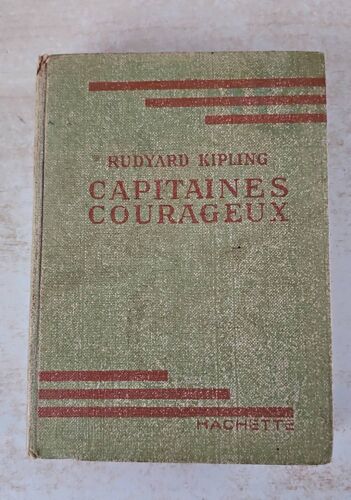 RUDYARD KIPLING
CAPITAINES
COURAGEUX
HACHETTE